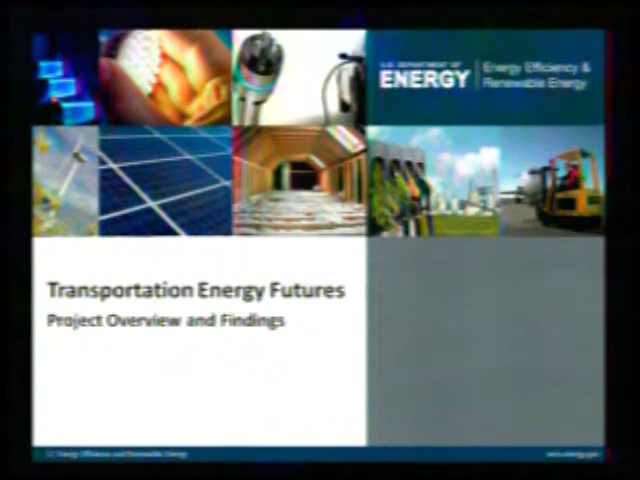 U.S. DEPARTMENT OF
ENERGY
Energy Efficiency &
Renewable Energy
Transportation Energy Futures
Project Overview and Findings
Energy Efficiency and Renewable Energy